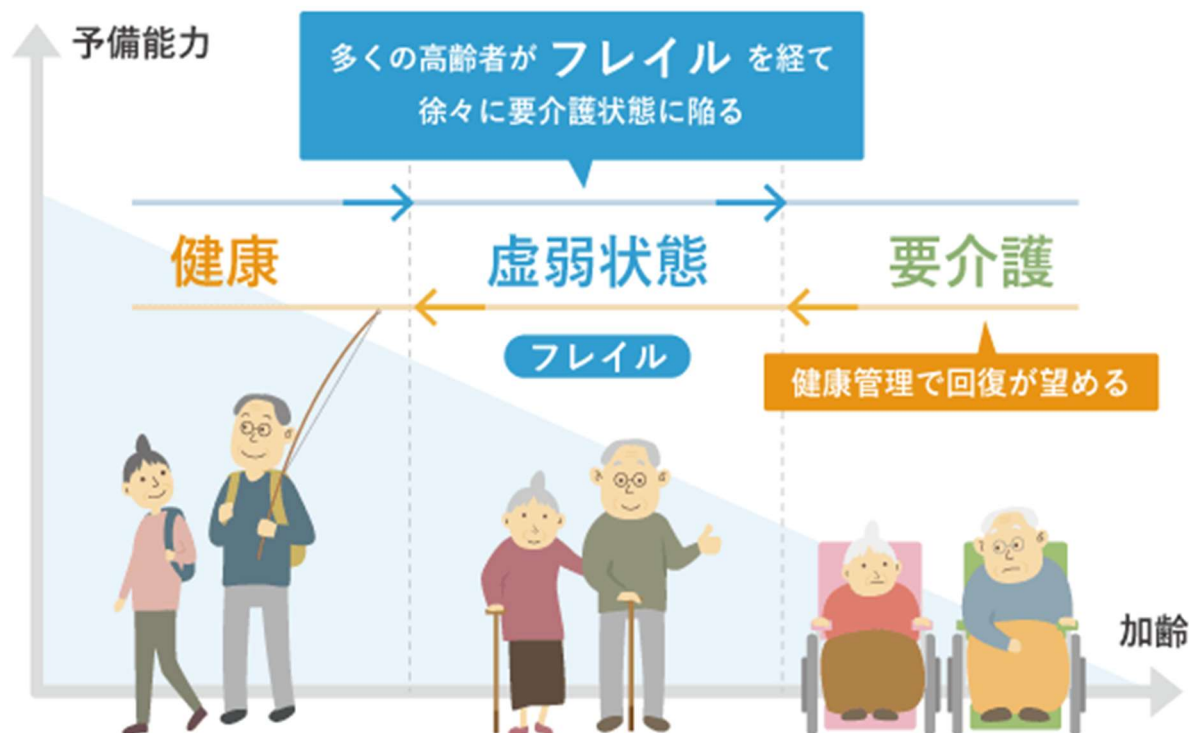 予備能力
多くの高齢者が フレイル を経て
徐々に要介護状態に陥る
健康
虚弱状態
要介護
フレイル
健康管理で回復が望める
加齢